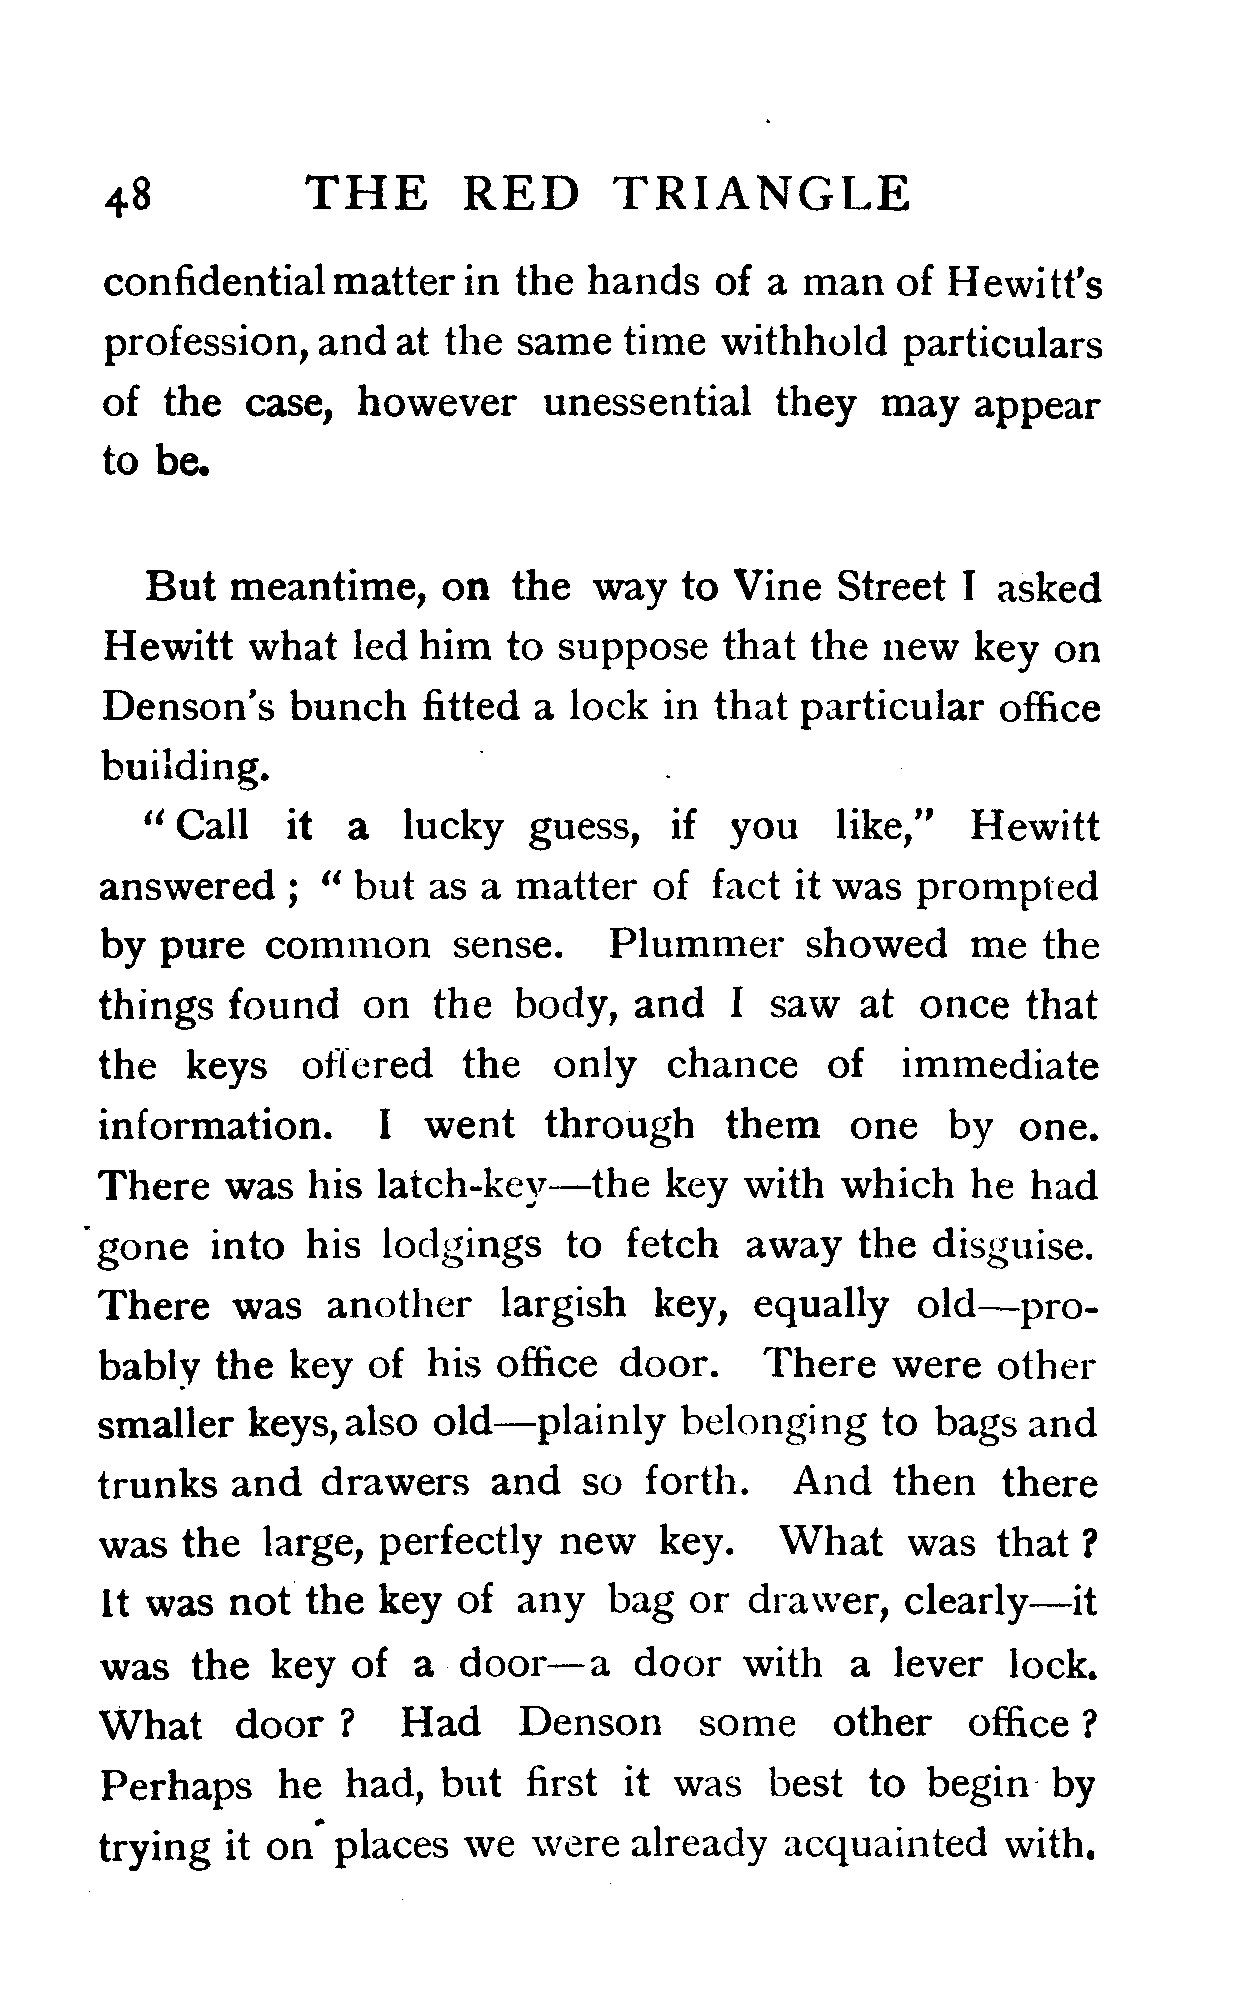 48 THE RED TRIANGLE
confidential matter in the hands of a man of Hewitt's
profession, and at the same time withhold particulars
of the case, however unessential they may appear
to be.
But meantime, on the way to Vine Street I asked
Hewitt what led him to suppose that the new key on
Denson's bunch fitted a lock in that particular office
building.
" Call it a lucky guess, if you like," Hewitt
answered ; " but as a matter of fact it was prompted
by pure common sense. Plummer showed me the
things found on the body, and I saw at once that
the keys offered the only chance of immediate
information. I went through them one by one.
There was his latch-key—the key with which he had
gone into his lodgings to fetch away the disguise.
There was another largish key, equally old—pro-
bably the key of his office door. There were other
smaller keys, also old—plainly belonging to bags and
trunks and drawers and so forth. And then there
was the large, perfectly new key. What was that ?
It was not the key of any bag or drawer, clearly—it
was the key of a door—a door with a lever lock.
What door ? Had Denson some other office ?
Perhaps he had, but first it was best to begin by
trying it on places we were already acquainted with.